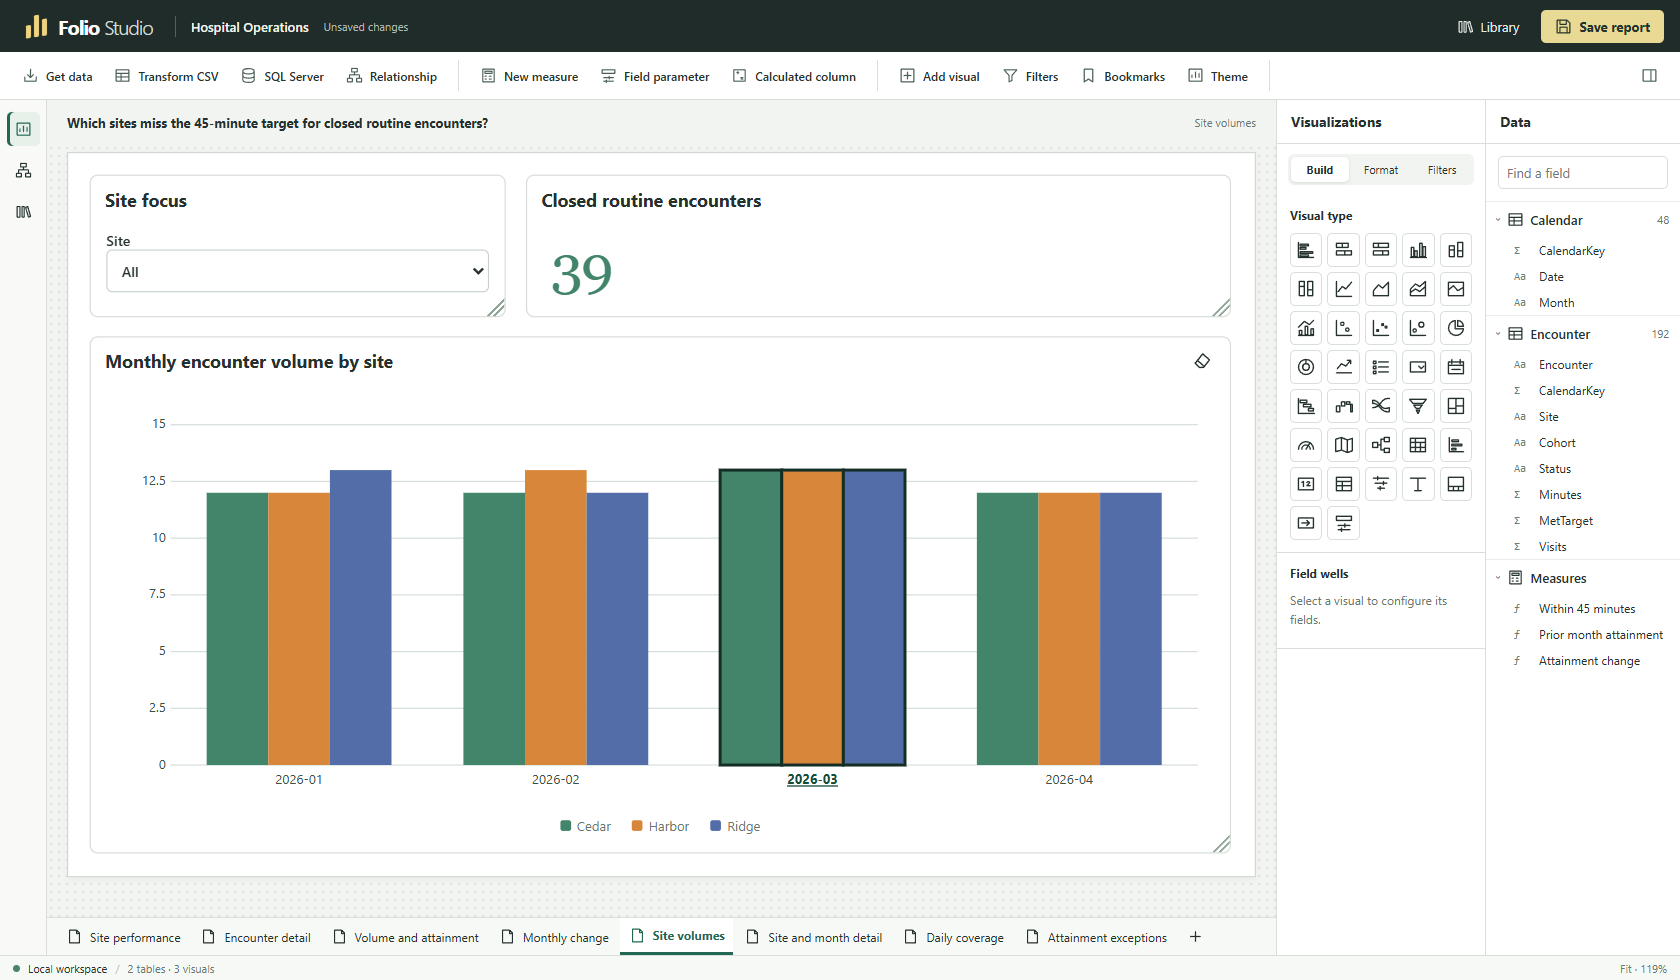 Folio Studio
Hospital Operations
Unsaved changes
Library
Save report
Get data
Transform CSV
SQL Server
Relationship
New measure
Field parameter
Calculated column
Add visual
Filters
Bookmarks
Theme
Which sites miss the 45-minute target for closed routine encounters?
Site volumes
Site focus
Site
All
Closed routine encounters
39
Monthly encounter volume by site
15
12.5
10
7.5
5
2.5
0
2026-01
2026-02
2026-03
2026-04
Cedar
Harbor
Ridge
Visualizations
Build
Format
Filters
Visual type
Field wells
Select a visual to configure its
fields.
Data
Find a field
Calendar 48
Σ CalendarKey
Aa Date
Aa Month
Encounter 192
Aa Encounter
Σ CalendarKey
Aa Site
Aa Cohort
Aa Status
Σ Minutes
Σ MetTarget
Σ Visits
Measures
f Within 45 minutes
f Prior month attainment
f Attainment change
Site performance
Encounter detail
Volume and attainment
Monthly change
Site volumes
Site and month detail
Daily coverage
Attainment exceptions
+
Local workspace / 2 tables · 3 visuals
Fit · 119%